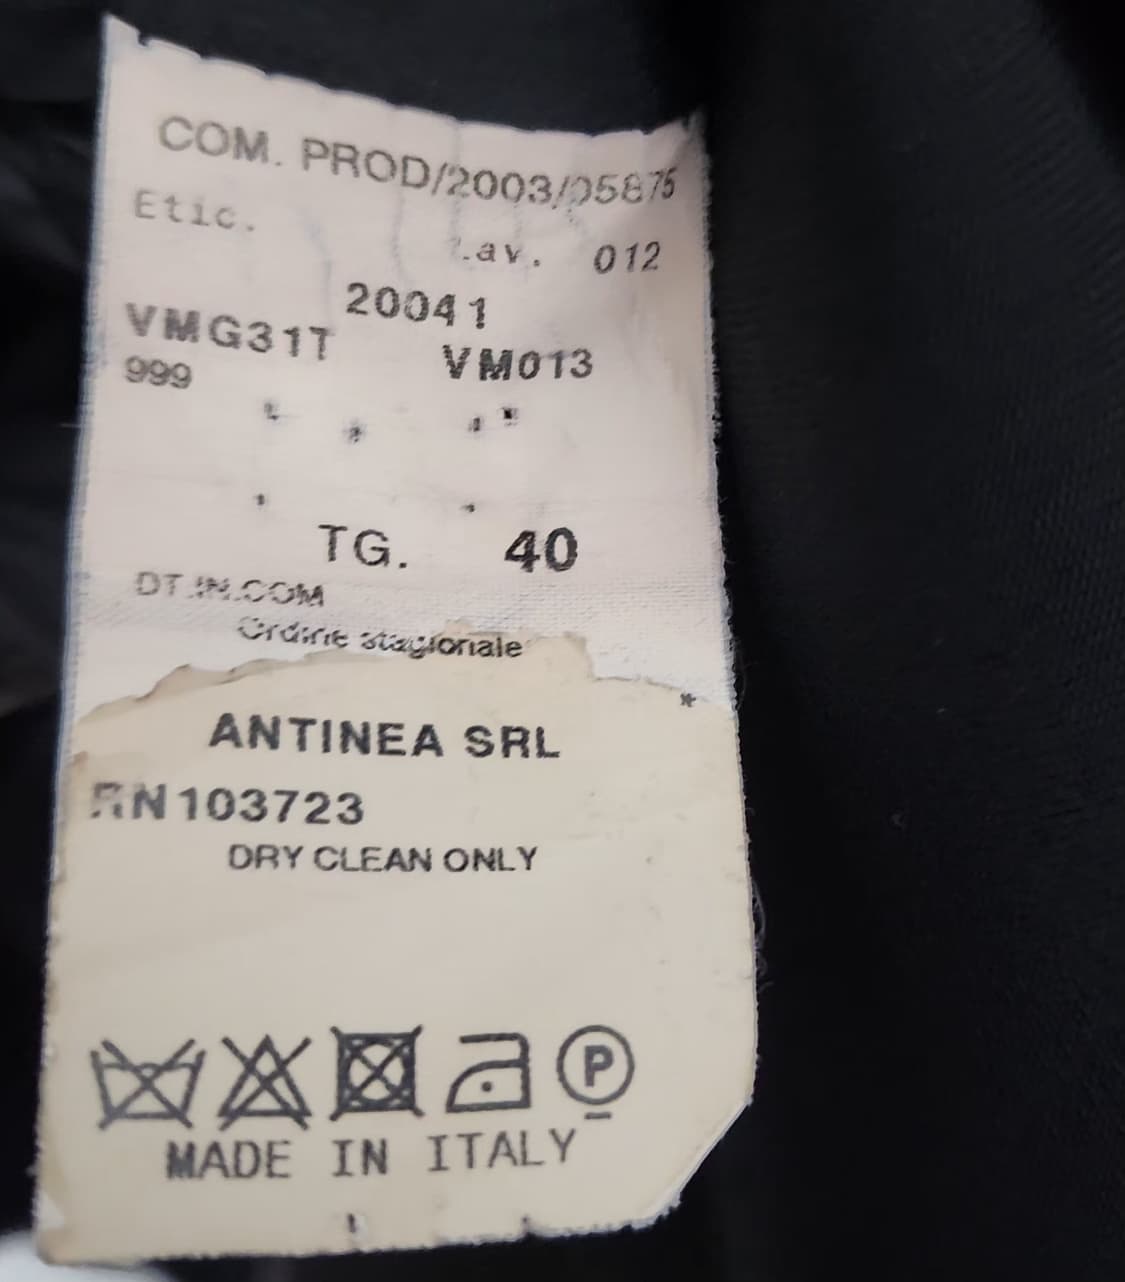 COM. PROD/2003/05875
Etic.
Lav. 012
20041
VMG31T VM013
999
TG. 40
DT.IN.COM
Ordine stagionale
*
ANTINEA SRL
RN103723
DRY CLEAN ONLY
P
MADE IN ITALY